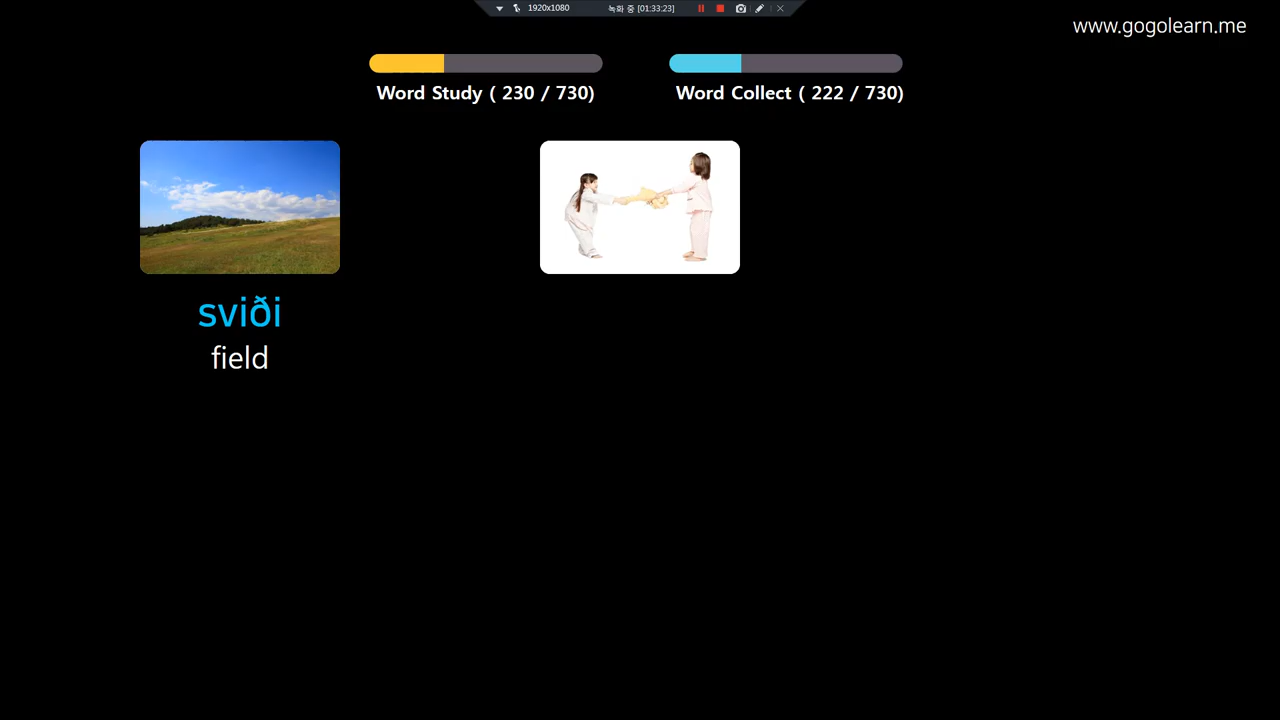 1920x1080 녹화 중 [01:33:23]
www.gogolearn.me
Word Study ( 230 / 730)
Word Collect ( 222 / 730)
sviði
field